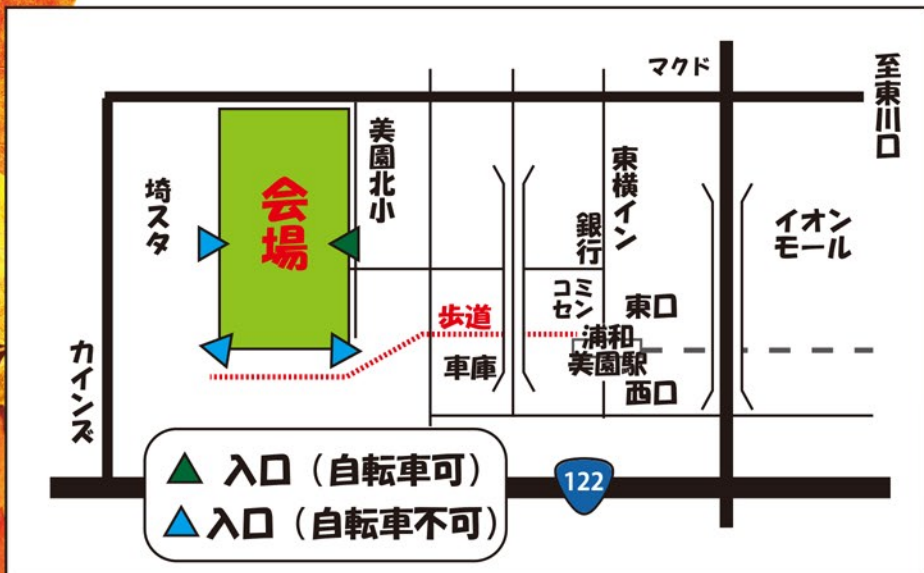 マクド
至東川口
美園北小
東横イン
会場
埼スタ
銀行
イオン
モール
コミ
セン
東口
歩道
浦和
美園駅
車庫
西口
カインズ
入口（自転車可）
122
入口（自転車不可）